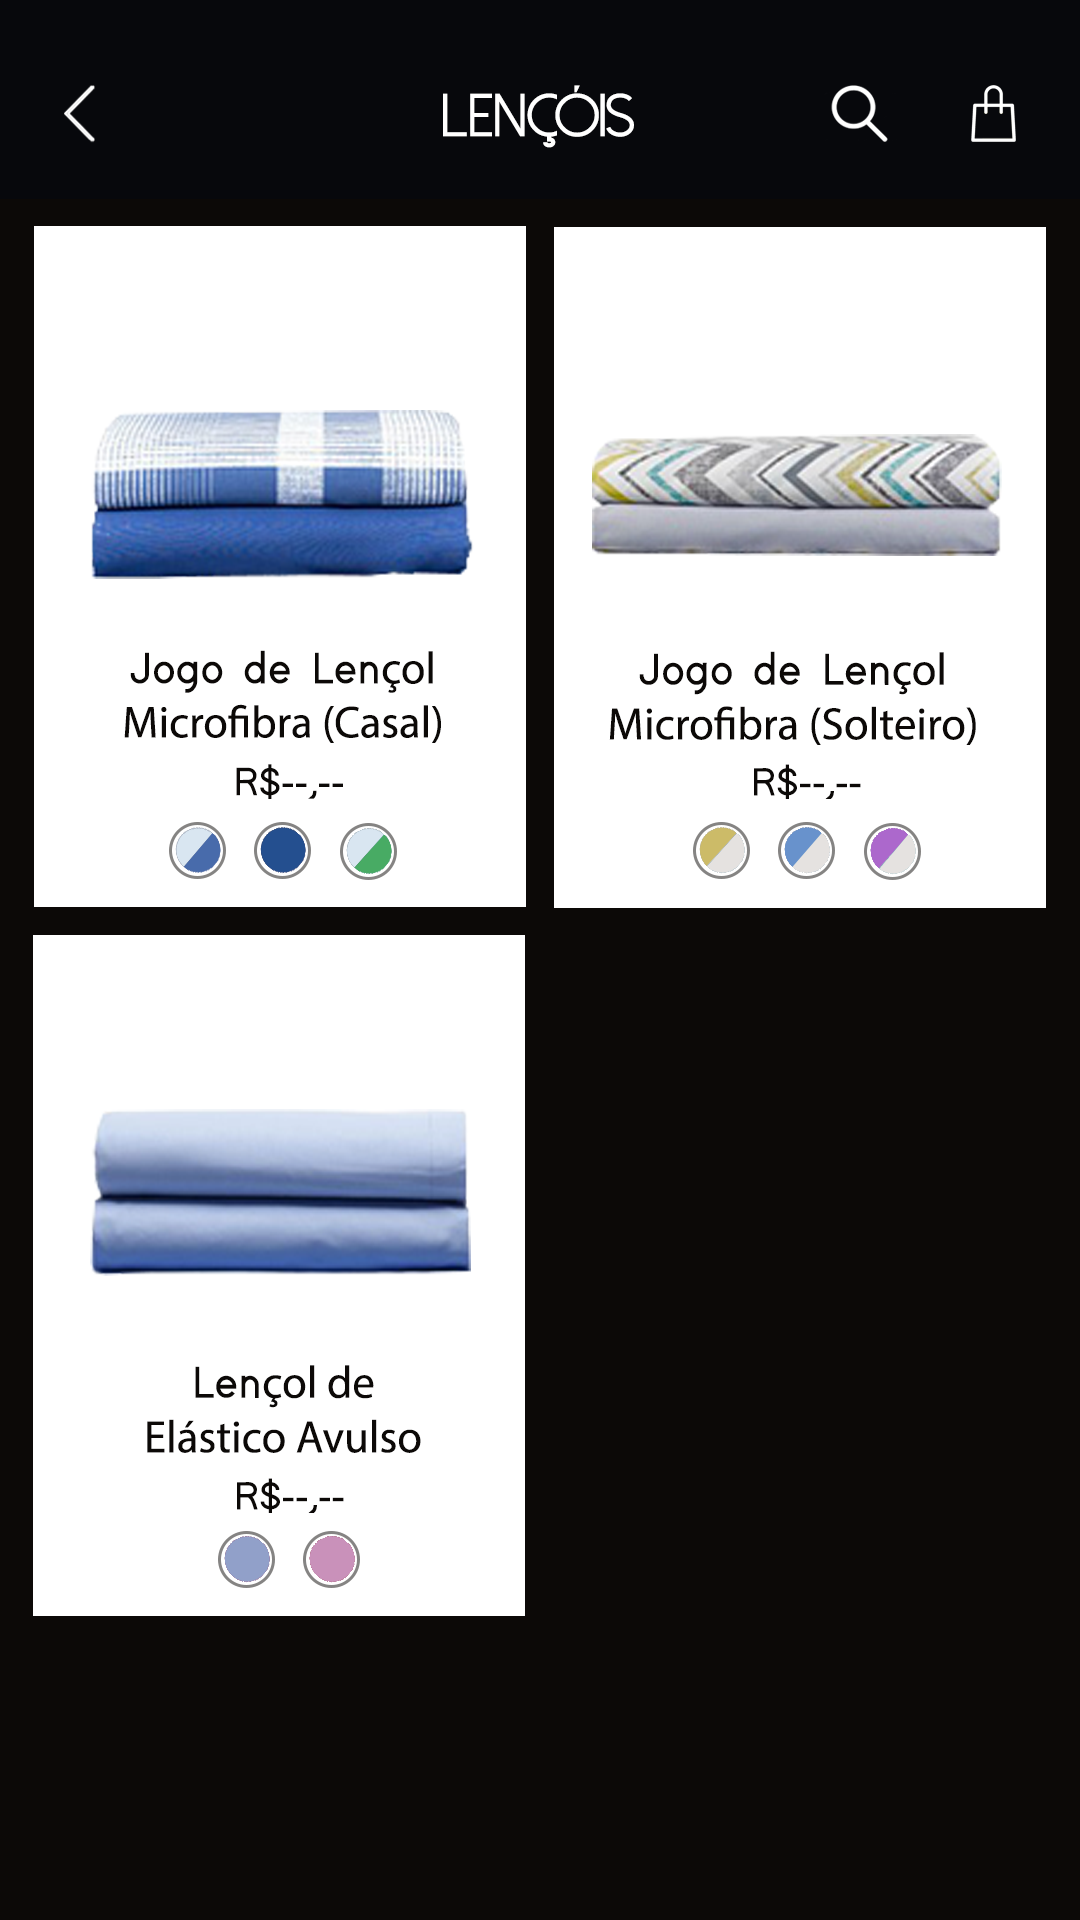 LENÇÓIS
Jogo de Lençol
Microfibra (Casal)
R$--,--
Jogo de Lençol
Microfibra (Solteiro)
R$--,--
Lençol de
Elástico Avulso
R$--,--